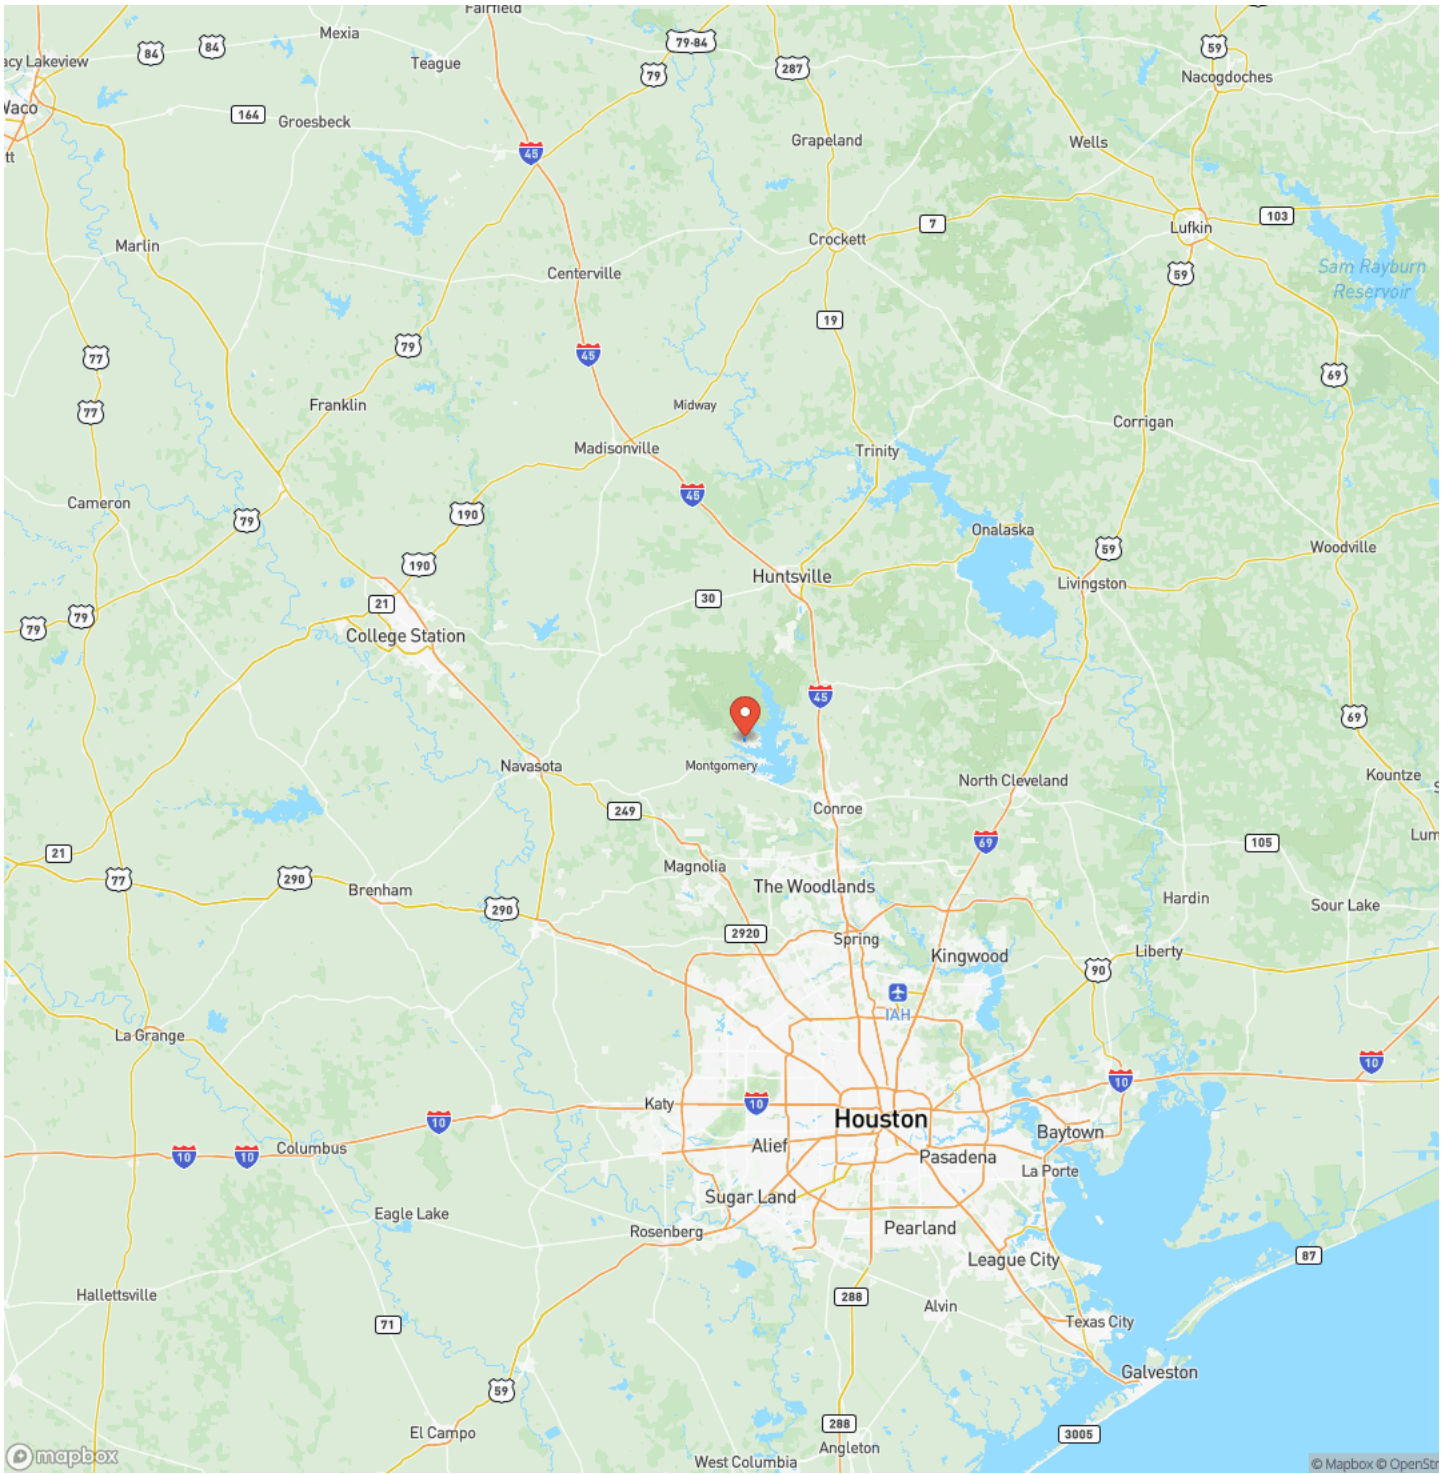 Fairfield
Mexia
84
84
79-84
59
acy Lakeview
Teague
79
287
Nacogdoches
Waco
164
Groesbeck
Grapeland
Wells
45
tt
103
7
Lufkin
Marlin
Crockett
Centerville
59
Sam Rayburn
Reservoir
19
79
45
77
69
Franklin
Midway
77
Corrigan
Madisonville
Trinity
45
Cameron
190
79
Onalaska
59
Woodville
190
Huntsville
Livingston
30
21
79
79
College Station
45
69
Navasota
Montgomery
North Cleveland
Kountze
249
Conroe
69
105
Lum
21
Magnolia
77
290
Brenham
The Woodlands
Hardin
Sour Lake
290
2920
Spring
Kingwood
Liberty
90
IAH
La Grange
10
10
Katy
10
Houston
10
Baytown
Columbus
10
10
Alief
Pasadena
La Porte
Sugar Land
Eagle Lake
Rosenberg
Pearland
League City
87
Hallettsville
288
Alvin
71
Texas City
Galveston
59
El Campo
288
3005
Angleton
West Columbia
mapbox
© Mapbox © OpenStr